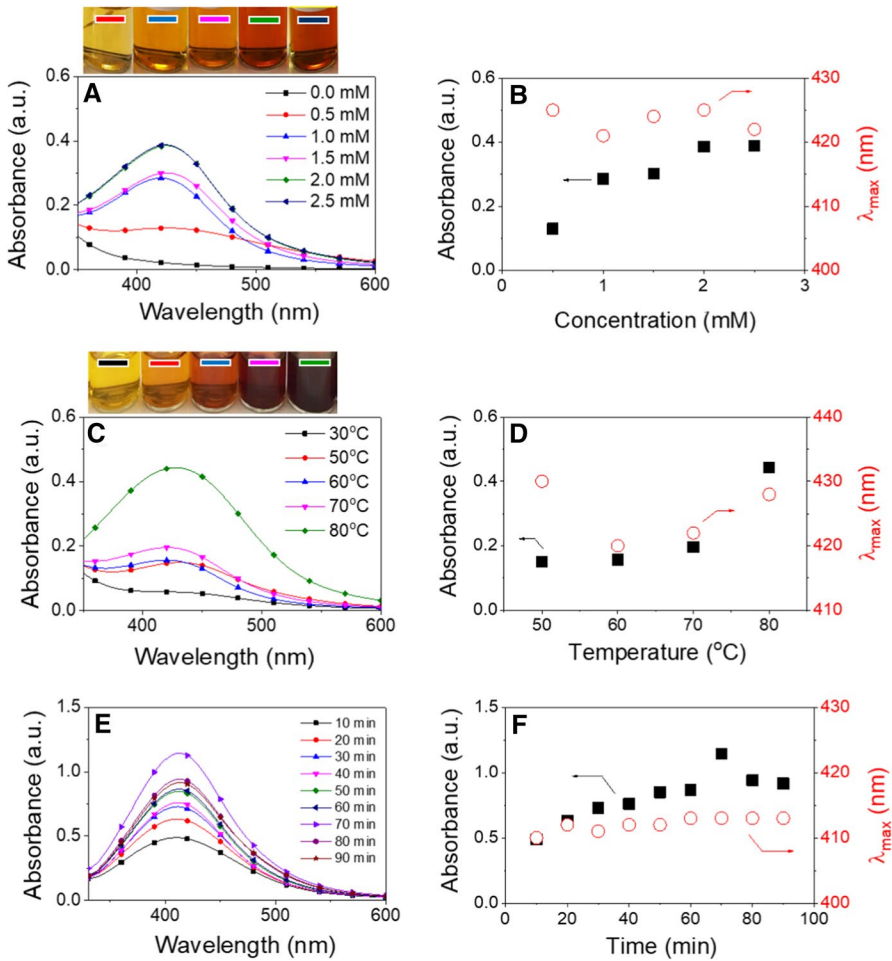 A
Absorbance (a.u.)
0.6
0.4
0.2
0.0
400
500
600
Wavelength (nm)
0.0 mM
0.5 mM
1.0 mM
1.5 mM
2.0 mM
2.5 mM
B
Absorbance (a.u.)
0.6
0.4
0.2
0.0
0
1
2
3
Concentration (mM)
430
420
410
400
λmax (nm)
C
Absorbance (a.u.)
0.6
0.4
0.2
0.0
400
500
600
Wavelength (nm)
30°C
50°C
60°C
70°C
80°C
D
Absorbance (a.u.)
0.6
0.4
0.2
0.0
50
60
70
80
Temperature (°C)
440
430
420
410
λmax (nm)
E
Absorbance (a.u.)
1.5
1.0
0.5
0.0
400
500
600
Wavelength (nm)
10 min
20 min
30 min
40 min
50 min
60 min
70 min
80 min
90 min
F
Absorbance (a.u.)
1.5
1.0
0.5
0.0
0
20
40
60
80
100
Time (min)
430
420
410
400
λmax (nm)